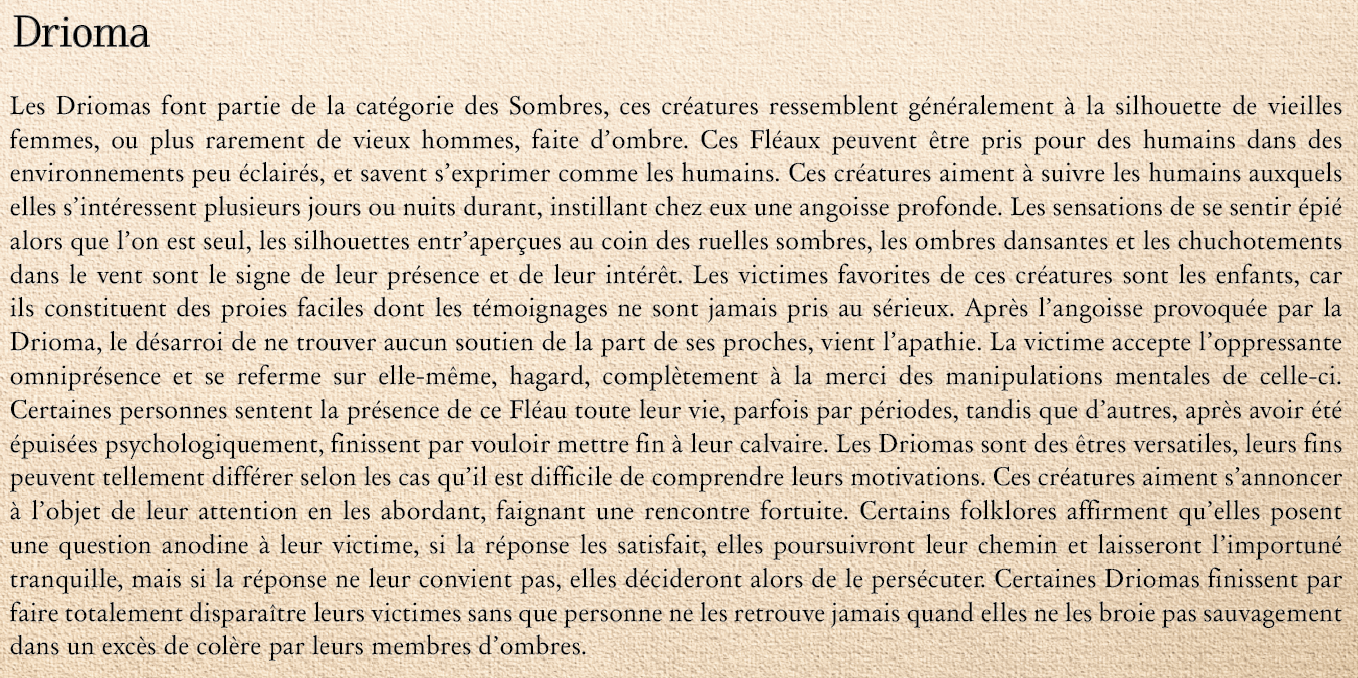 Drioma
Les Driomas font partie de la catégorie des Sombres, ces créatures ressemblent généralement à la silhouette de vieilles
femmes, ou plus rarement de vieux hommes, faite d’ombre. Ces Fléaux peuvent être pris pour des humains dans des
environnements peu éclairés, et savent s’exprimer comme les humains. Ces créatures aiment à suivre les humains auxquels
elles s’intéressent plusieurs jours ou nuits durant, instillant chez eux une angoisse profonde. Les sensations de se sentir épié
alors que l’on est seul, les silhouettes entr’aperçues au coin des ruelles sombres, les ombres dansantes et les chuchotements
dans le vent sont le signe de leur présence et de leur intérêt. Les victimes favorites de ces créatures sont les enfants, car
ils constituent des proies faciles dont les témoignages ne sont jamais pris au sérieux. Après l’angoisse provoquée par la
Drioma, le désarroi de ne trouver aucun soutien de la part de ses proches, vient l’apathie. La victime accepte l’oppressante
omniprésence et se referme sur elle-même, hagard, complètement à la merci des manipulations mentales de celle-ci.
Certaines personnes sentent la présence de ce Fléau toute leur vie, parfois par périodes, tandis que d’autres, après avoir été
épuisées psychologiquement, finissent par vouloir mettre fin à leur calvaire. Les Driomas sont des êtres versatiles, leurs fins
peuvent tellement différer selon les cas qu’il est difficile de comprendre leurs motivations. Ces créatures aiment s’annoncer
à l’objet de leur attention en les abordant, faignant une rencontre fortuite. Certains folklores affirment qu’elles posent
une question anodine à leur victime, si la réponse les satisfait, elles poursuivront leur chemin et laisseront l’importuné
tranquille, mais si la réponse ne leur convient pas, elles décideront alors de le persécuter. Certaines Driomas finissent par
faire totalement disparaître leurs victimes sans que personne ne les retrouve jamais quand elles ne les broie pas sauvagement
dans un excès de colère par leurs membres d’ombres.